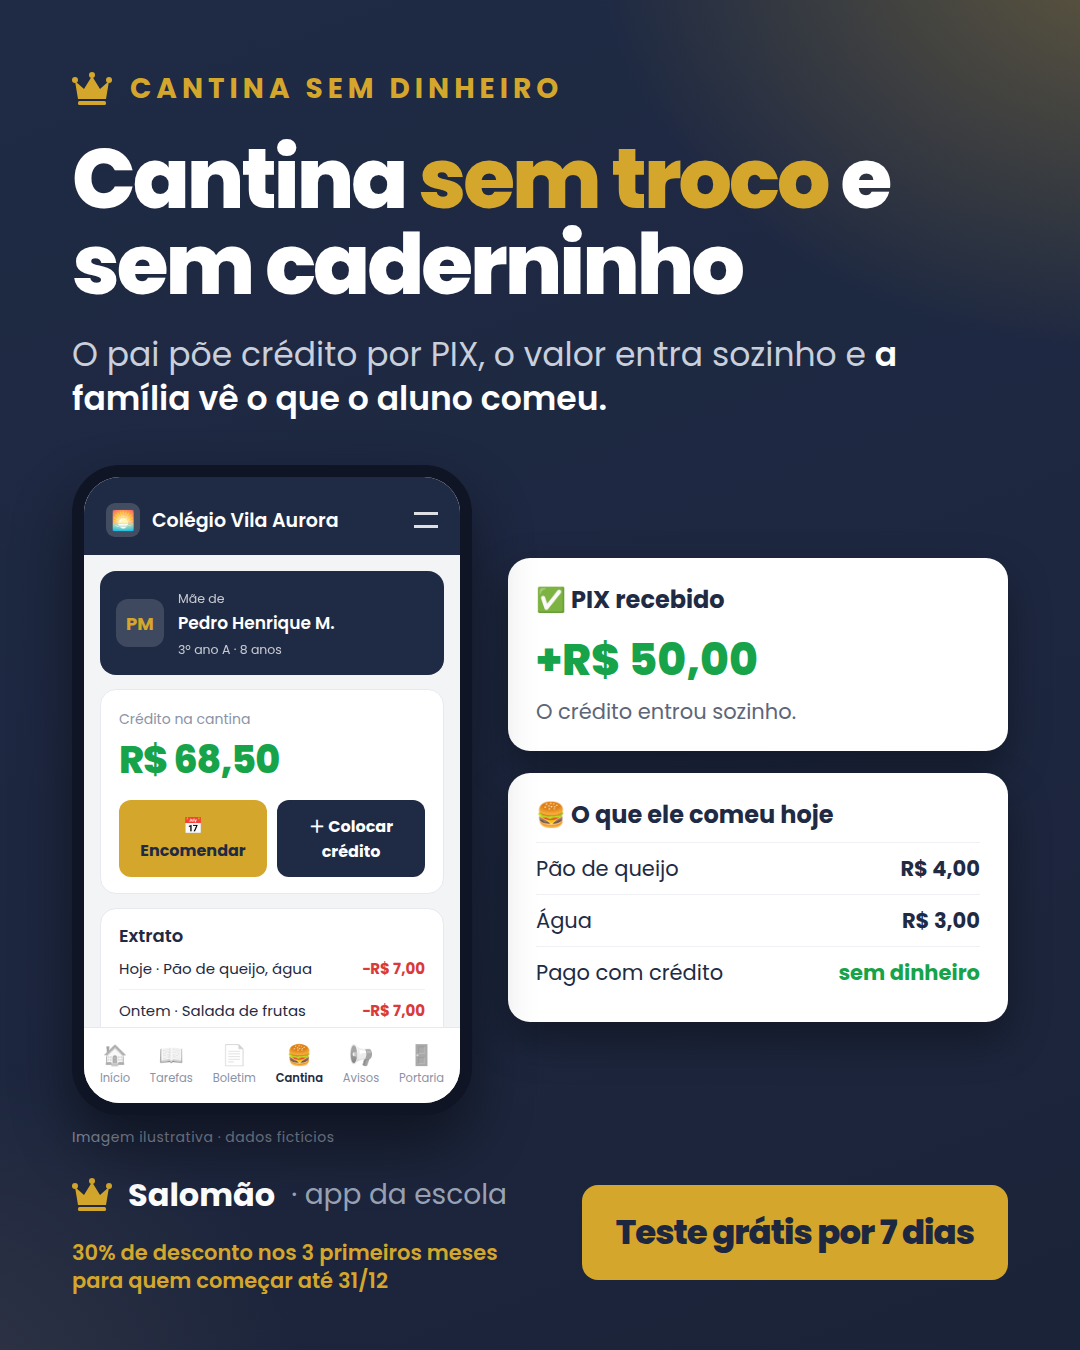 CANTINA SEM DINHEIRO
Cantina sem troco e
sem caderninho
O pai põe crédito por PIX, o valor entra sozinho e a
família vê o que o aluno comeu.
Colégio Vila Aurora
PM
Mãe de
Pedro Henrique M.
3º ano A · 8 anos
Crédito na cantina
R$ 68,50
Encomendar
+ Colocar
crédito
Extrato
Hoje · Pão de queijo, água −R$ 7,00
Ontem · Salada de frutas −R$ 7,00
Início Tarefas Boletim Cantina Avisos Portaria
✅ PIX recebido
+R$ 50,00
O crédito entrou sozinho.
🍔 O que ele comeu hoje
Pão de queijo R$ 4,00
Água R$ 3,00
Pago com crédito sem dinheiro
Imagem ilustrativa · dados fictícios
Salomão · app da escola
30% de desconto nos 3 primeiros meses
para quem começar até 31/12
Teste grátis por 7 dias